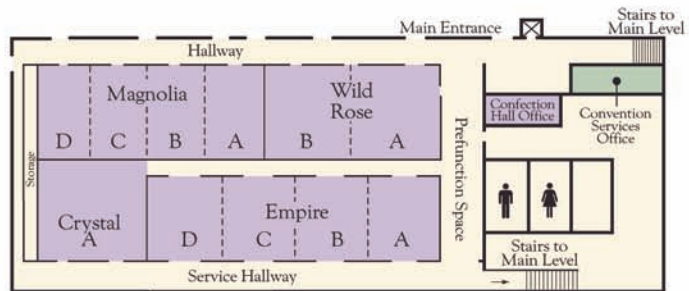 Stairs to
Main Level
Main Entrance
Hallway
Magnolia
Wild
Rose
D
C
B
A
B
A
Storage
Prefunction Space
Confection
Hall Office
Convention
Services
Office
Crystal
A
Empire
D
C
B
A
Stairs to
Main Level
Service Hallway